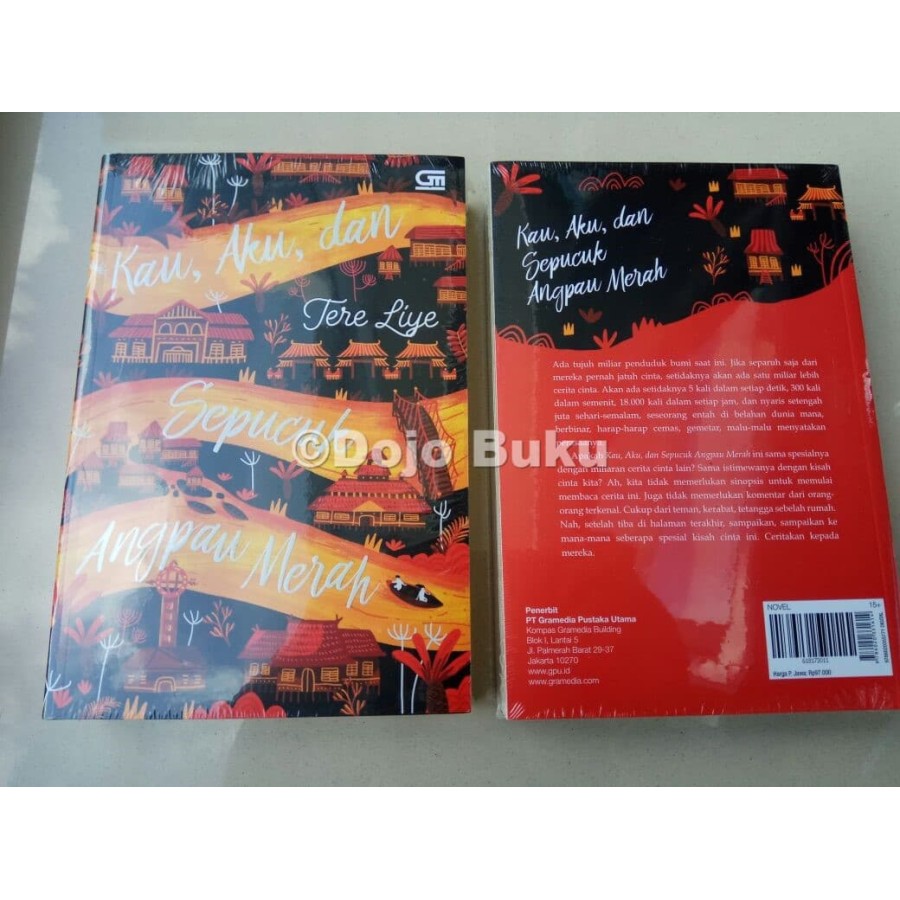 GM
Kau, Aku, dan
Tere Liye
Sepucuk
Angpau Merah
©Dojo Buku
Kau, Aku, dan
Sepucuk
Angpau Merah
Ada tujuh miliar penduduk bumi saat ini. Jika separuh saja dari
mereka pernah jatuh cinta, setidaknya akan ada satu miliar lebih
cerita cinta. Akan ada setidaknya 5 kali dalam setiap detik, 300 kali
dalam semenit, 18.000 kali dalam setiap jam, dan nyaris setengah
juta sehari-semalam, seseorang entah di belahan dunia mana,
berbinar, harap-harap cemas, gemetar, malu-malu menyatakan
Apakah Kau, Aku, dan Sepucuk Angpau Merah ini sama spesialnya
dengan miliaran cerita cinta lain? Sama istimewanya dengan kisah
cinta kita? Ah, kita tidak memerlukan sinopsis untuk memulai
membaca cerita ini. Juga tidak memerlukan komentar dari orang-
orang terkenal. Cukup dari teman, kerabat, tetangga sebelah rumah.
Nah, setelah tiba di halaman terakhir, sampaikan, sampaikan ke
mana-mana seberapa spesial kisah cinta ini. Ceritakan kepada
mereka.
Penerbit
PT Gramedia Pustaka Utama
Kompas Gramedia Building
Blok I, Lantai 5
Jl. Palmerah Barat 29-37
Jakarta 10270
www.gpu.id
www.gramedia.com
NOVEL
15+
Harga P. Jawa: Rp97.000